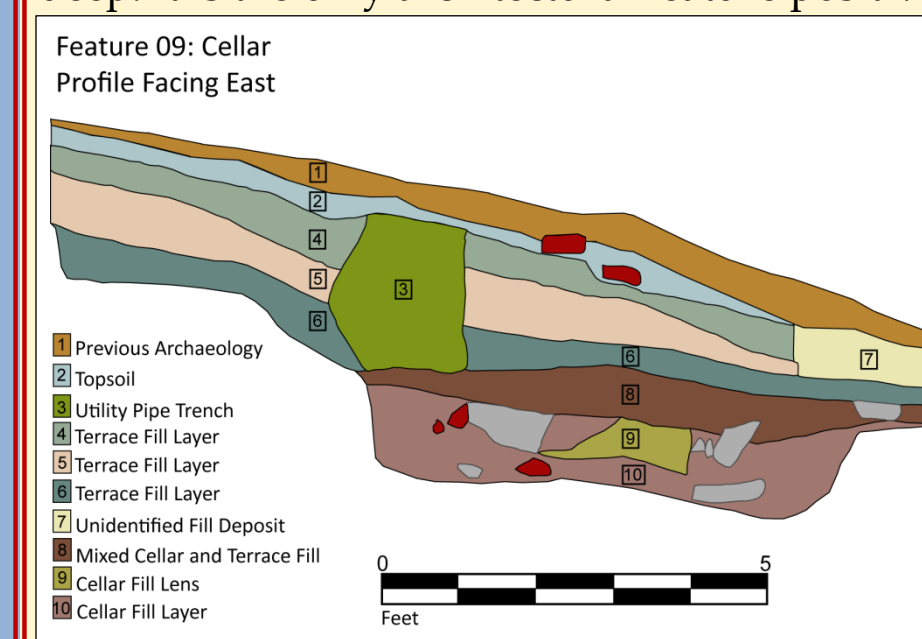 Feature 09: Cellar
Profile Facing East
1
2
4
3
5
6
6
7
8
9
10
1 Previous Archaeology
2 Topsoil
3 Utility Pipe Trench
4 Terrace Fill Layer
5 Terrace Fill Layer
6 Terrace Fill Layer
7 Unidentified Fill Deposit
8 Mixed Cellar and Terrace Fill
9 Cellar Fill Lens
10 Cellar Fill Layer
0 5
Feet